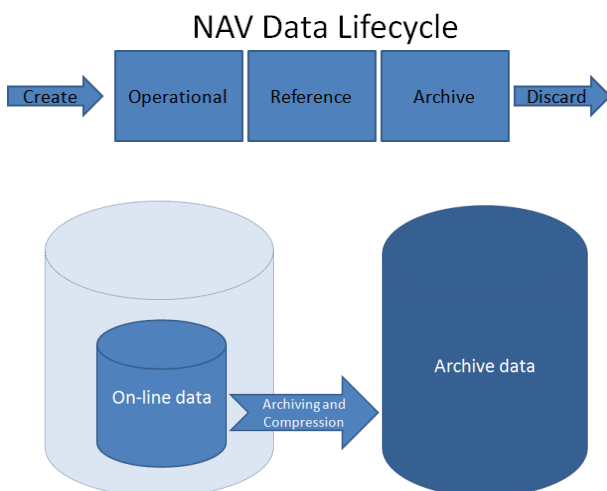 NAV Data Lifecycle
Create
Operational
Reference
Archive
Discard
On-line data
Archiving and
Compression
Archive data